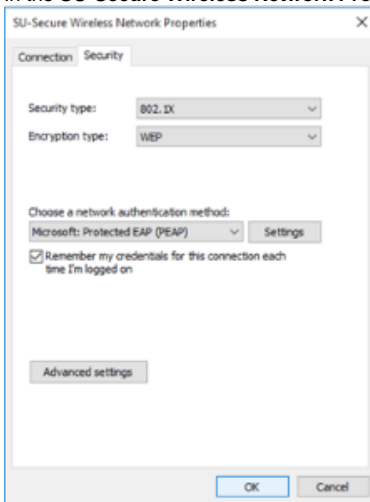 SU-Secure Wireless Network Properties
Connection Security
Security type: 802.1X
Encryption type: WEP
Choose a network authentication method:
Microsoft: Protected EAP (PEAP) Settings
Remember my credentials for this connection each
time I'm logged on
Advanced settings
OK Cancel